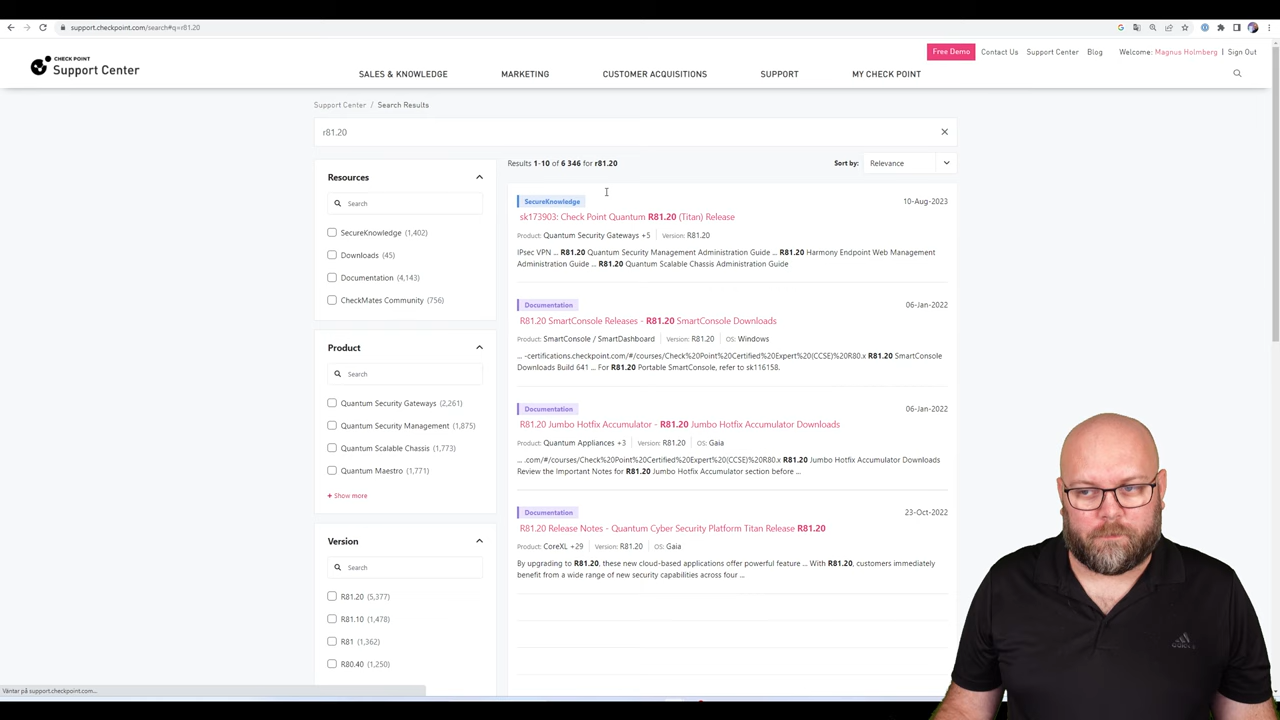 support.checkpoint.com/search#q=r81.20
Free Demo Contact Us Support Center Blog Welcome: Magnus Holmberg | Sign Out
CHECK POINT
Support Center
SALES & KNOWLEDGE MARKETING CUSTOMER ACQUISITIONS SUPPORT MY CHECK POINT
Support Center / Search Results
r81.20
Results 1-10 of 6 346 for r81.20
Sort by: Relevance
Resources
Search
SecureKnowledge (1,402)
Downloads (45)
Documentation (4,143)
CheckMates Community (756)
Product
Search
Quantum Security Gateways (2,261)
Quantum Security Management (1,875)
Quantum Scalable Chassis (1,773)
Quantum Maestro (1,771)
+ Show more
Version
Search
R81.20 (5,377)
R81.10 (1,478)
R81 (1,362)
R80.40 (1,250)
SecureKnowledge 10-Aug-2023
sk173903: Check Point Quantum R81.20 (Titan) Release
Product: Quantum Security Gateways +5 Version: R81.20
IPsec VPN ... R81.20 Quantum Security Management Administration Guide ... R81.20 Harmony Endpoint Web Management
Administration Guide ... R81.20 Quantum Scalable Chassis Administration Guide
Documentation 06-Jan-2022
R81.20 SmartConsole Releases - R81.20 SmartConsole Downloads
Product: SmartConsole / SmartDashboard Version: R81.20 OS: Windows
... -certifications.checkpoint.com/#/courses/Check%20Point%20Certified%20Expert%20(CCSE)%20R80.x R81.20 SmartConsole
Downloads Build 641 ... For R81.20 Portable SmartConsole, refer to sk116158.
Documentation 06-Jan-2022
R81.20 Jumbo Hotfix Accumulator - R81.20 Jumbo Hotfix Accumulator Downloads
Product: Quantum Appliances +3 Version: R81.20 OS: Gaia
... .com/#/courses/Check%20Point%20Certified%20Expert%20(CCSE)%20R80.x R81.20 Jumbo Hotfix Accumulator Downloads
Review the Important Notes for R81.20 Jumbo Hotfix Accumulator section before ...
Documentation 23-Oct-2022
R81.20 Release Notes - Quantum Cyber Security Platform Titan Release R81.20
Product: CoreXL +29 Version: R81.20 OS: Gaia
By upgrading to R81.20, these new cloud-based applications offer powerful feature ... With R81.20, customers immediately
benefit from a wide range of new security capabilities across four ...
Väntar på support.checkpoint.com...